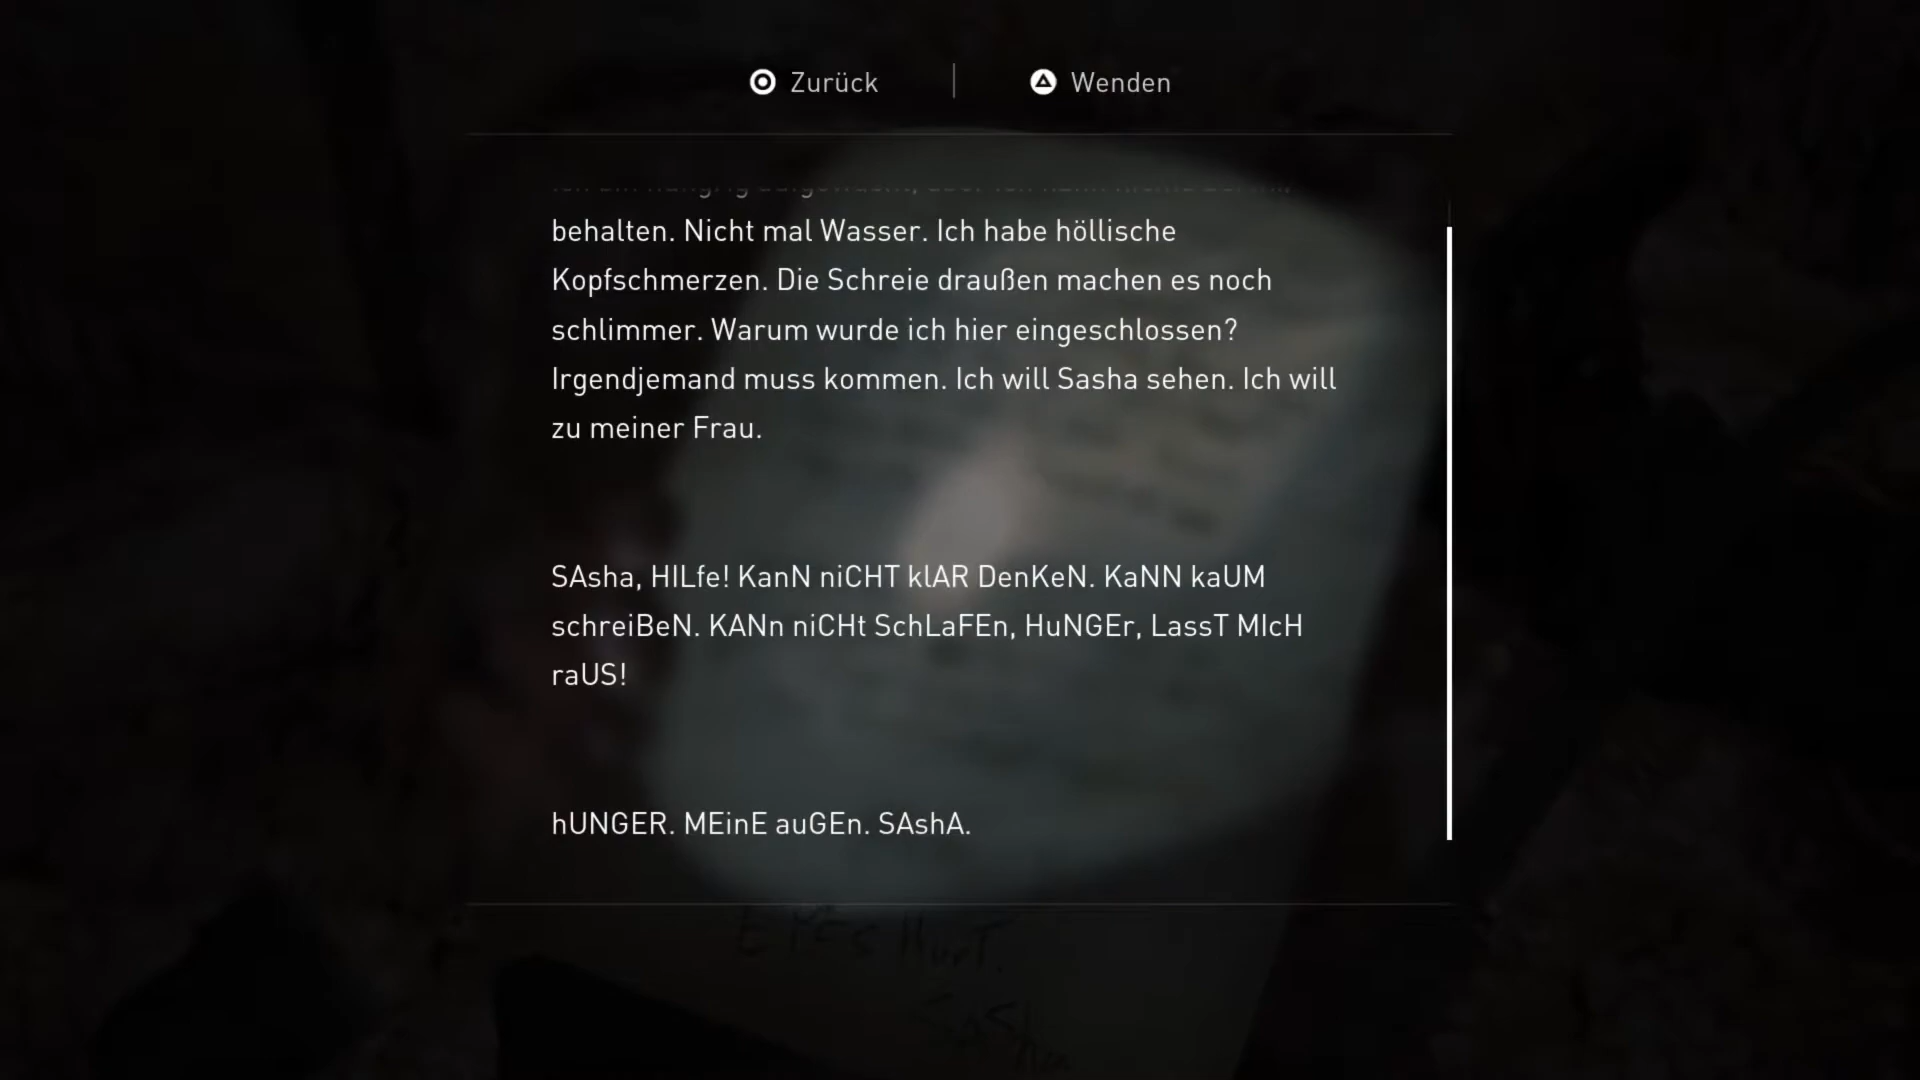 Zurück
Wenden
behalten. Nicht mal Wasser. Ich habe höllische
Kopfschmerzen. Die Schreie draußen machen es noch
schlimmer. Warum wurde ich hier eingeschlossen?
Irgendjemand muss kommen. Ich will Sasha sehen. Ich will
zu meiner Frau.
SAsha, HILfe! KanN niCHT klAR DenKeN. KaNN kaUM
schreiBeN. KANn niCHt SchLaFEn, HuNGEr, LassT MIcH
raUS!
hUNGER. MEinE auGEn. SAshA.
EYEs HurT.